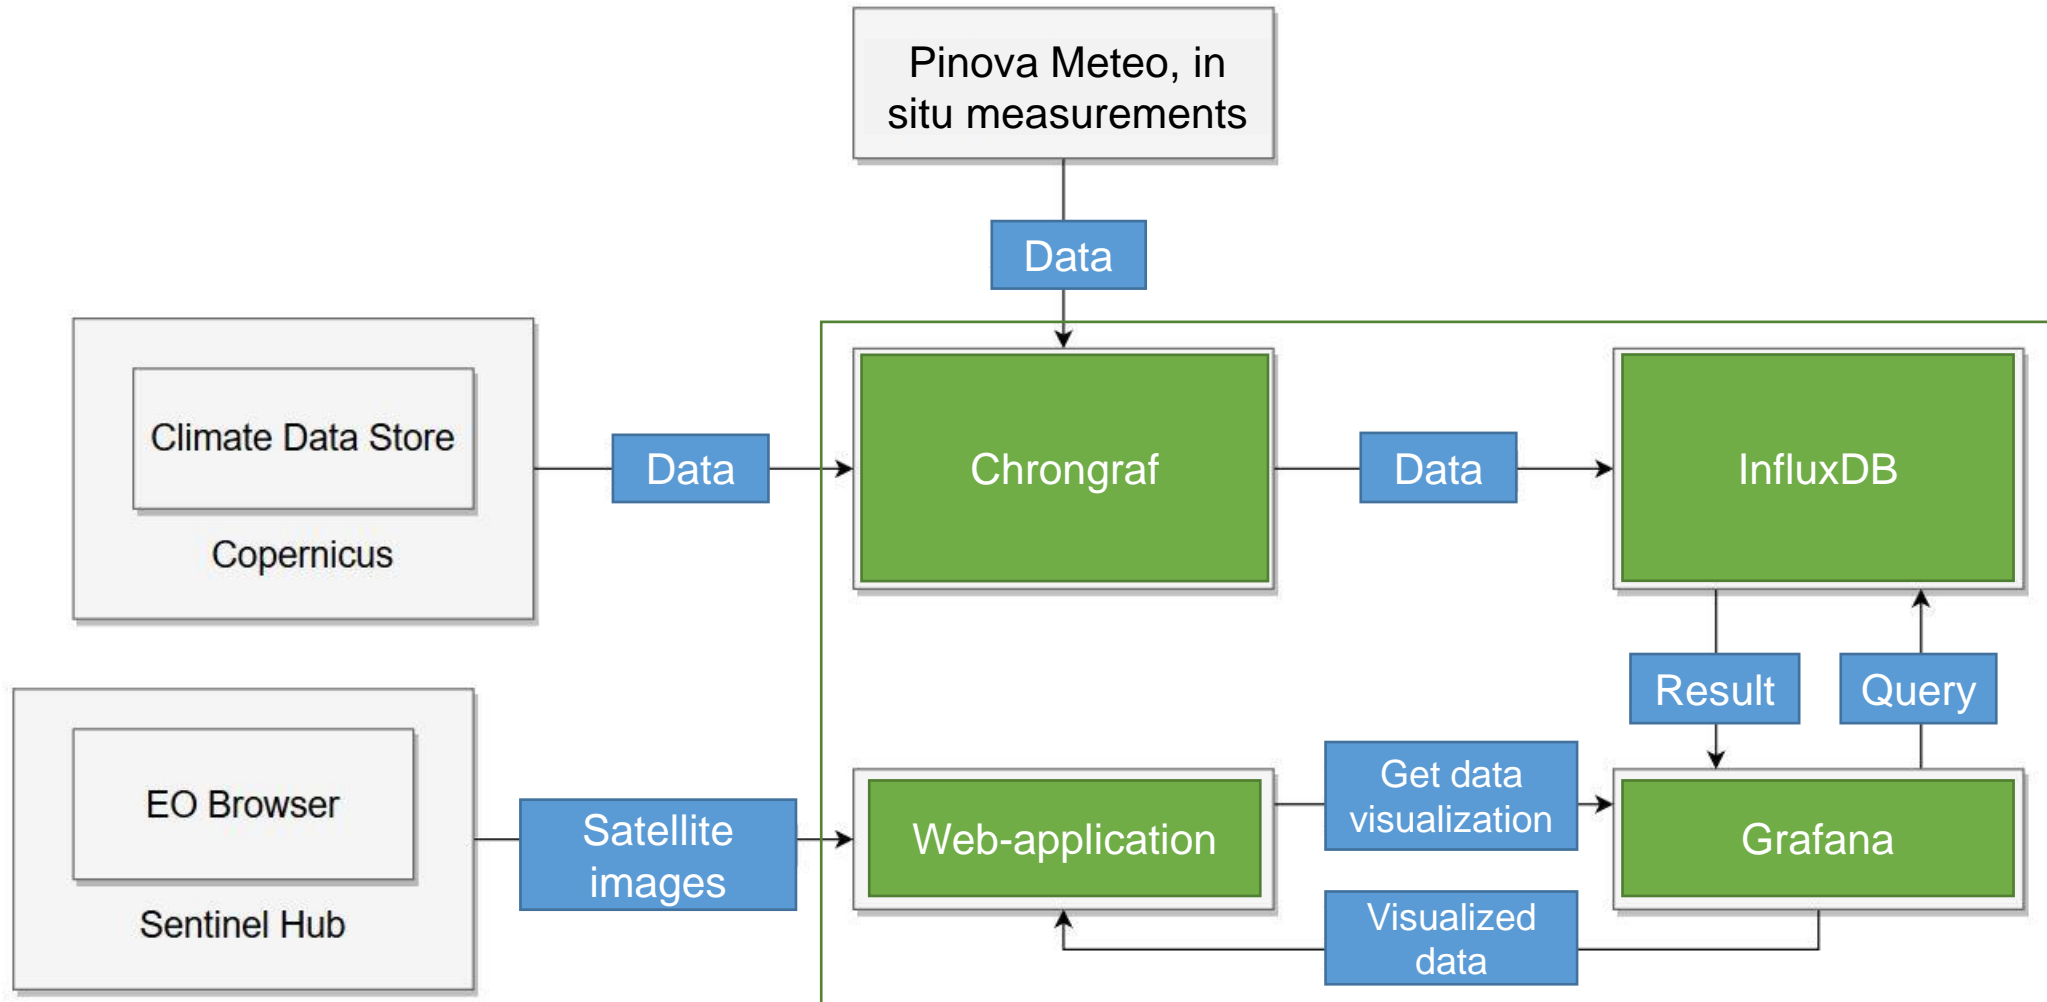 Pinova Meteo, in
situ measurements
Data
Climate Data Store
Copernicus
Data
Chrongraf
Data
InfluxDB
Result
Query
EO Browser
Sentinel Hub
Satellite
images
Web-application
Get data
visualization
Grafana
Visualized
data